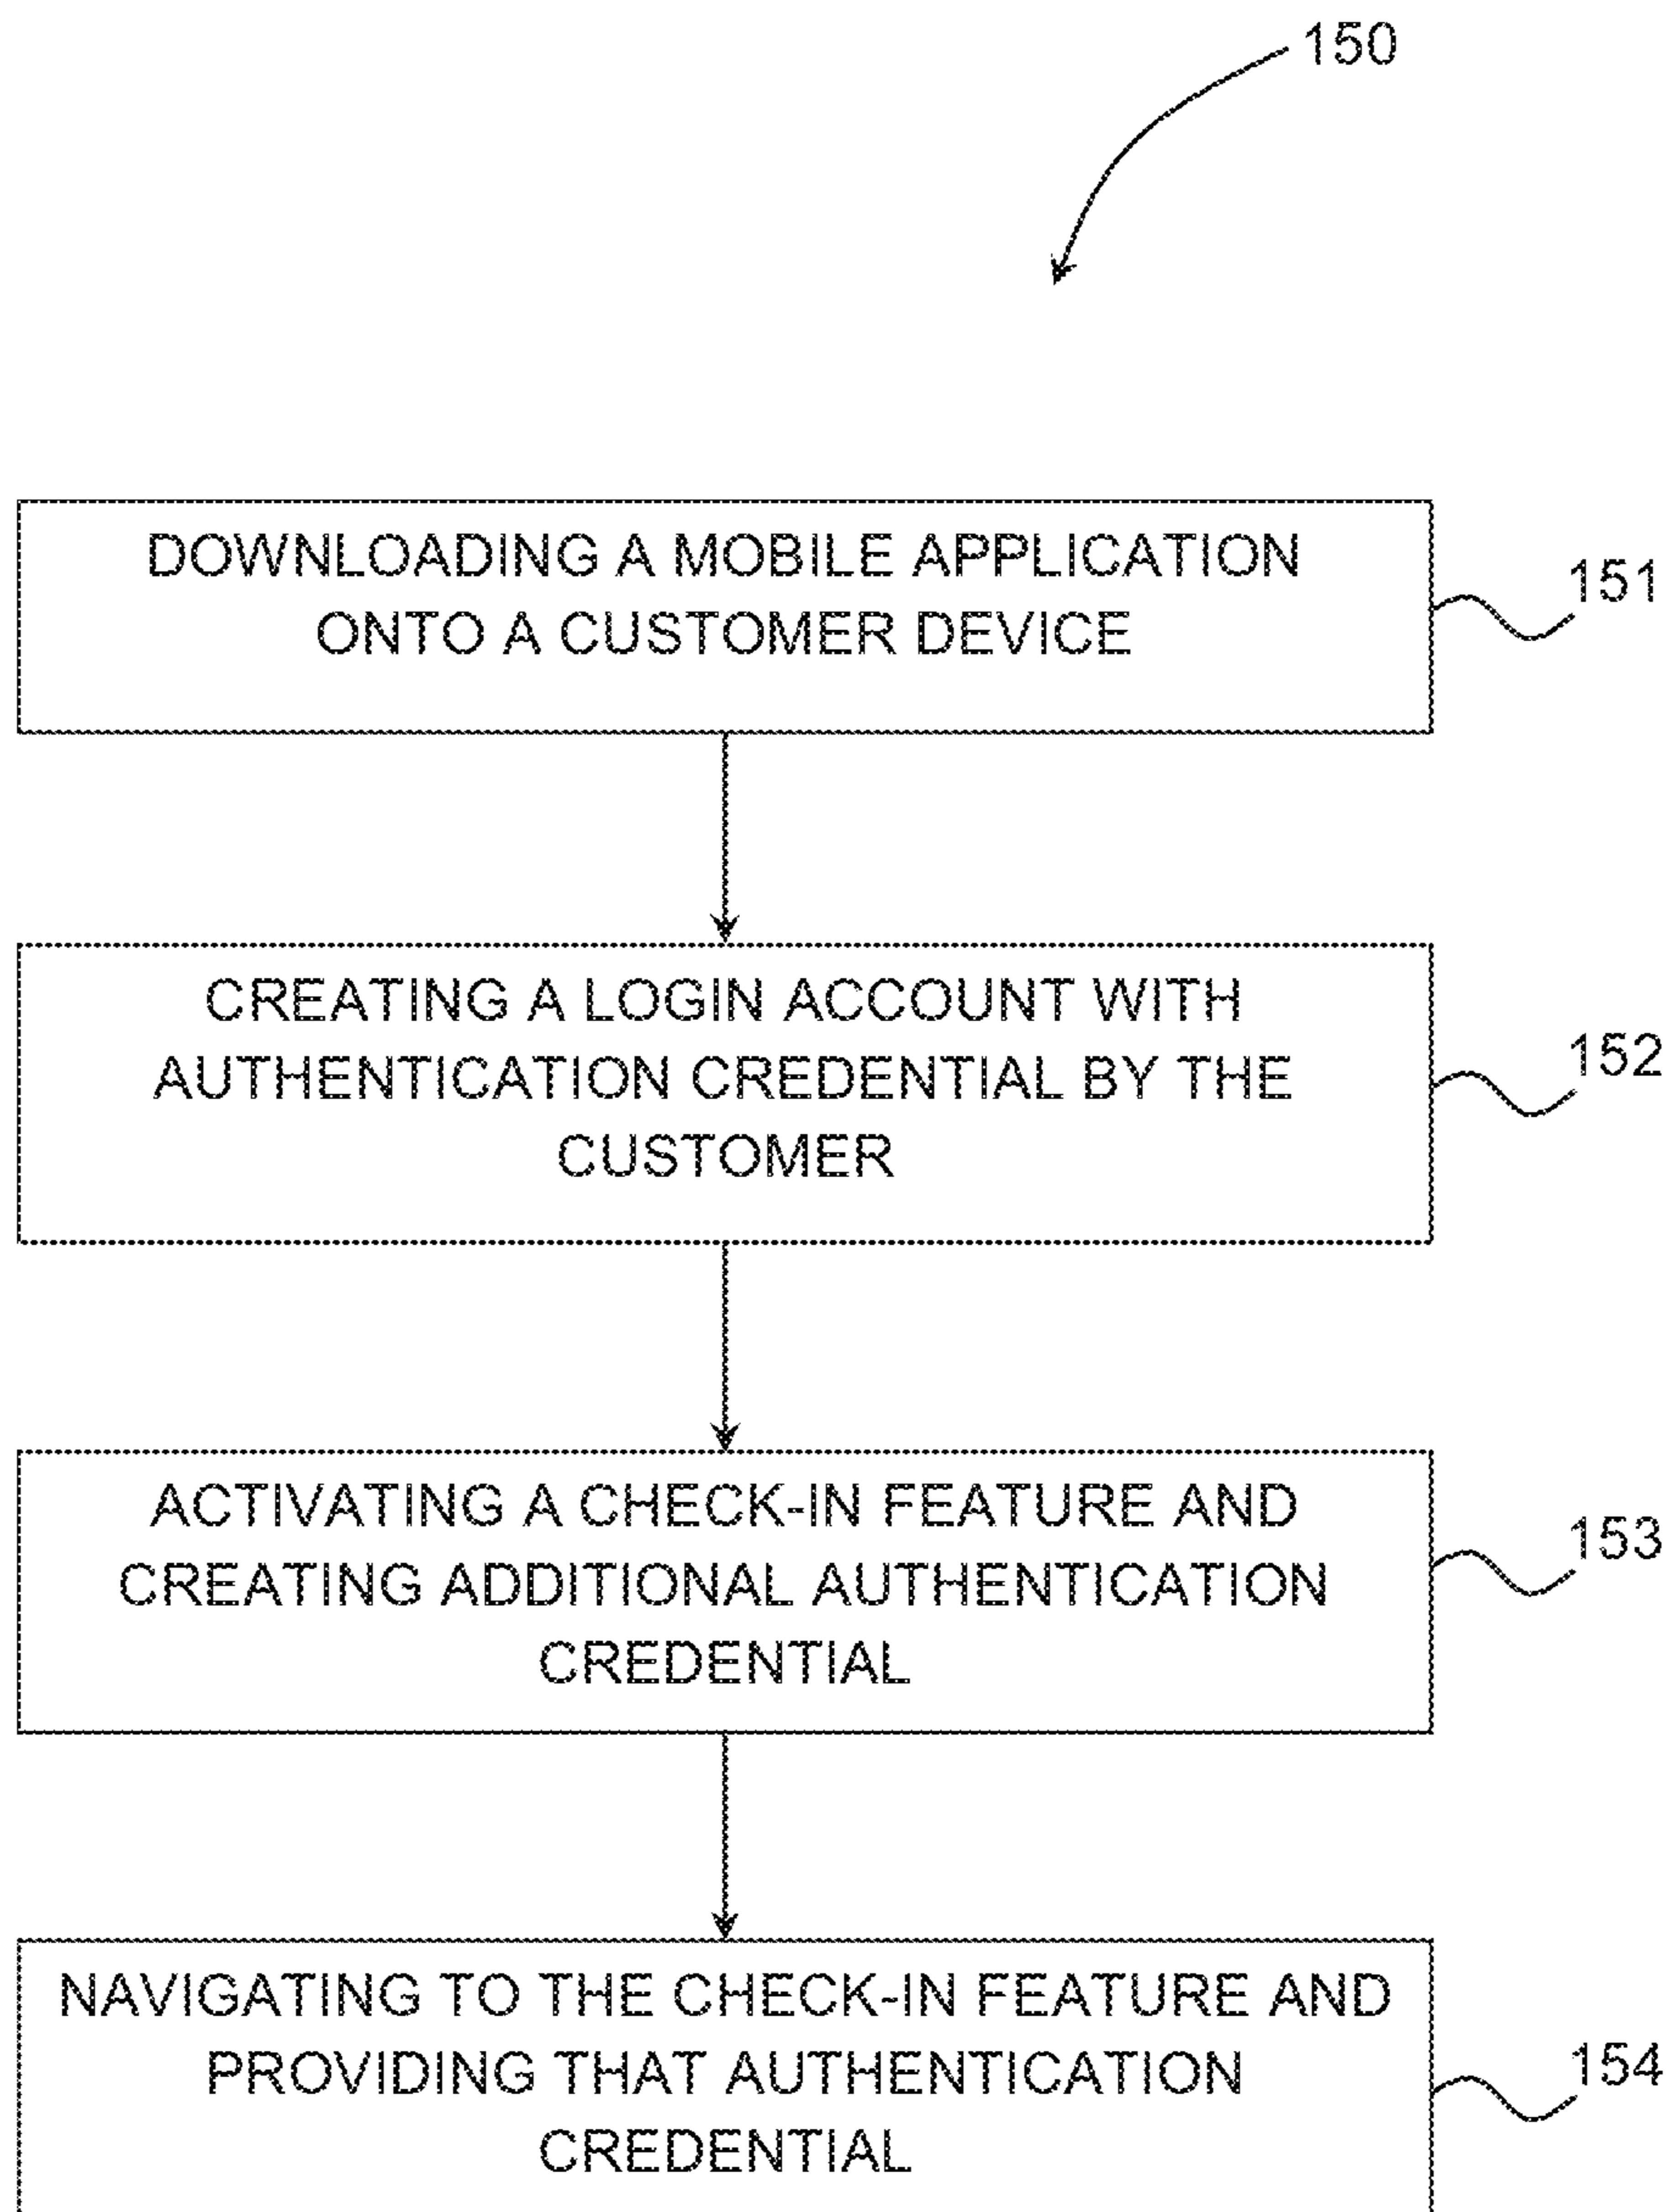 150
DOWNLOADING A MOBILE APPLICATION
ONTO A CUSTOMER DEVICE
151
CREATING A LOGIN ACCOUNT WITH
AUTHENTICATION CREDENTIAL BY THE
CUSTOMER
152
ACTIVATING A CHECK-IN FEATURE AND
CREATING ADDITIONAL AUTHENTICATION
CREDENTIAL
153
NAVIGATING TO THE CHECK-IN FEATURE AND
PROVIDING THAT AUTHENTICATION
CREDENTIAL
154